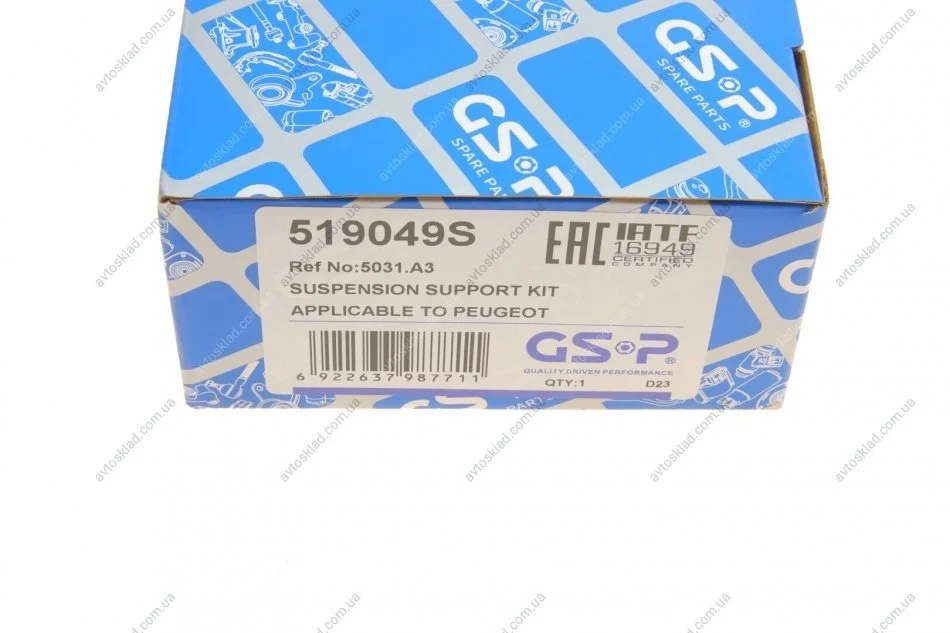 GSP®
SPARE PARTS
GSP
SPARE PA
519049S
EAC
IATF
16949
CERTIFIED
COMPANY
Ref No:5031.A3
SUSPENSION SUPPORT KIT
APPLICABLE TO PEUGEOT
GSP®
QUALITY DRIVEN PERFORMANCE
6 922637 987711
QTY:1
D23
avtosklad.com.ua